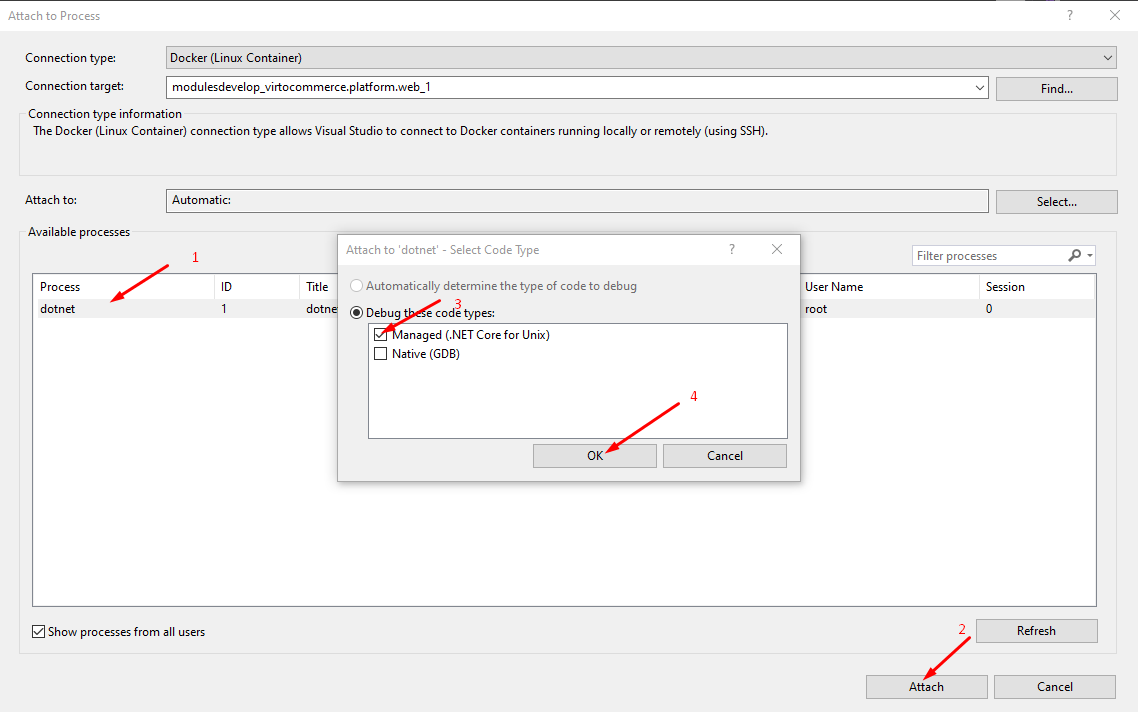 Attach to Process
?
Connection type:
Docker (Linux Container)
Connection target:
modulesdevelop_virtocommerce.platform.web_1
Find...
Connection type information
The Docker (Linux Container) connection type allows Visual Studio to connect to Docker containers running locally or remotely (using SSH).
Attach to:
Automatic:
Select...
Available processes
1
Filter processes
Process ID Title User Name Session
dotnet 1 dotne root 0
Attach to 'dotnet' - Select Code Type
?
Automatically determine the type of code to debug
3
Debug these code types:
Managed (.NET Core for Unix)
Native (GDB)
4
OK
Cancel
Show processes from all users
2
Refresh
Attach
Cancel